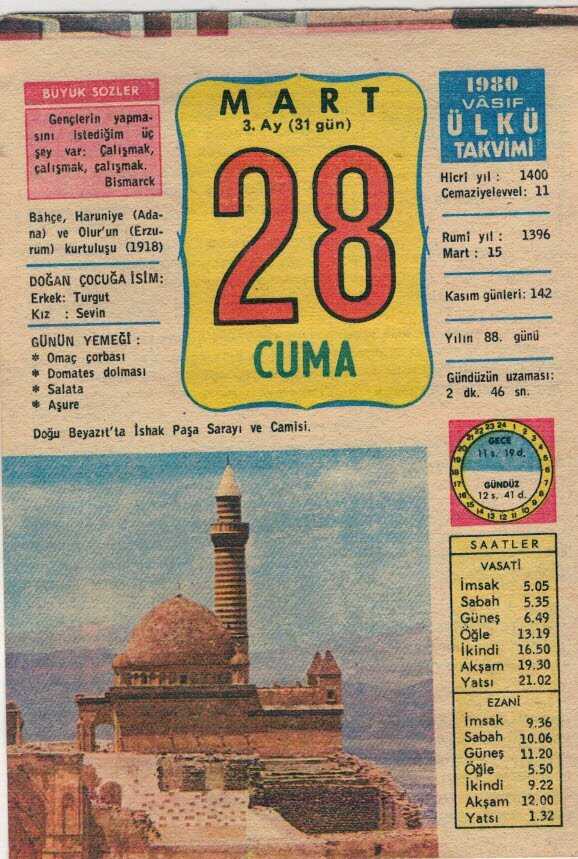 BÜYÜK SÖZLER
Gençlerin yapma-
sını istediğim üç
şey var: Çalışmak,
çalışmak, çalışmak.
Bismarck
Bahçe, Haruniye (Ada-
na) ve Olur'un (Erzu-
rum) kurtuluşu (1918)
DOĞAN ÇOCUĞA İSİM:
Erkek: Turgut
Kız : Sevin
GÜNÜN YEMEĞİ :
* Omaç çorbası
* Domates dolması
* Salata
* Aşure
MART
3. Ay (31 gün)
28
CUMA
1980
VÂSIF
ÜLKÜ
TAKVİMİ
Hicrî yıl : 1400
Cemaziyelevvel: 11
Rumî yıl : 1396
Mart : 15
Kasım günleri: 142
Yılın 88. günü
Gündüzün uzaması:
2 dk. 46 sn.
Doğu Beyazıt'ta İshak Paşa Sarayı ve Camisi.
GECE
11 s. 19 d.
GÜNDÜZ
12 s. 41 d.
SAATLER
VASATİ
İmsak 5.05
Sabah 5.35
Güneş 6.49
Öğle 13.19
İkindi 16.50
Akşam 19.30
Yatsı 21.02
EZANİ
İmsak 9.36
Sabah 10.06
Güneş 11.20
Öğle 5.50
İkindi 9.22
Akşam 12.00
Yatsı 1.32